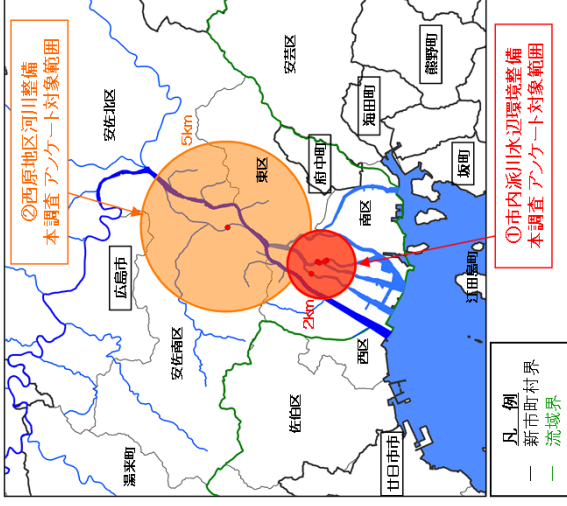 ②西原地区河川整備
本調査 アンケート対象範囲
安佐北区
5km
広島市
安佐南区
湯来町
東区
安芸区
府中町
海田町
熊野町
坂町
南区
2km
西区
佐伯区
廿日市市
江田島町
①市内派川水辺環境整備
本調査 アンケート対象範囲
凡 例
新市町村界
流域界